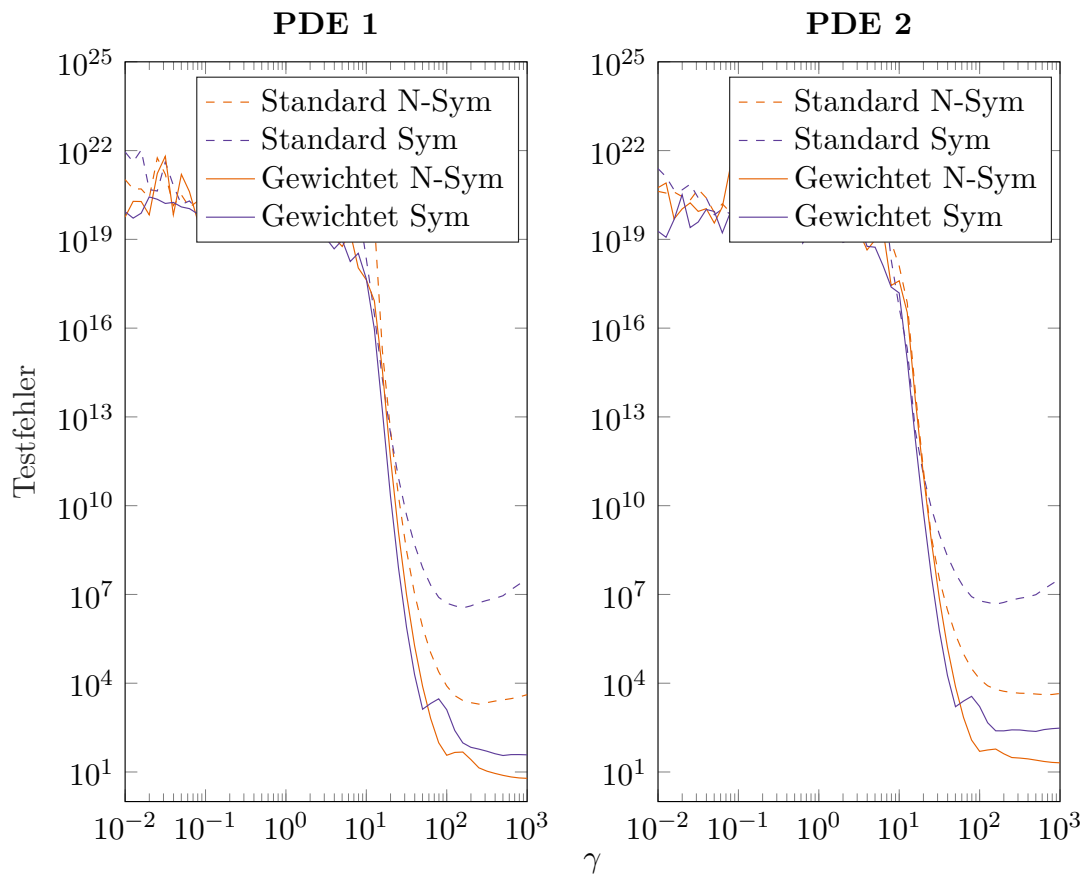 PDE 1
PDE 2
10^25
10^22
10^19
10^16
10^13
10^10
10^7
10^4
10^1
Testfehler
Standard N-Sym
Standard Sym
Gewichtet N-Sym
Gewichtet Sym
10^−2
10^−1
10^0
10^1
10^2
10^3
10^25
10^22
10^19
10^16
10^13
10^10
10^7
10^4
10^1
Standard N-Sym
Standard Sym
Gewichtet N-Sym
Gewichtet Sym
10^−2
10^−1
10^0
10^1
10^2
10^3
γ